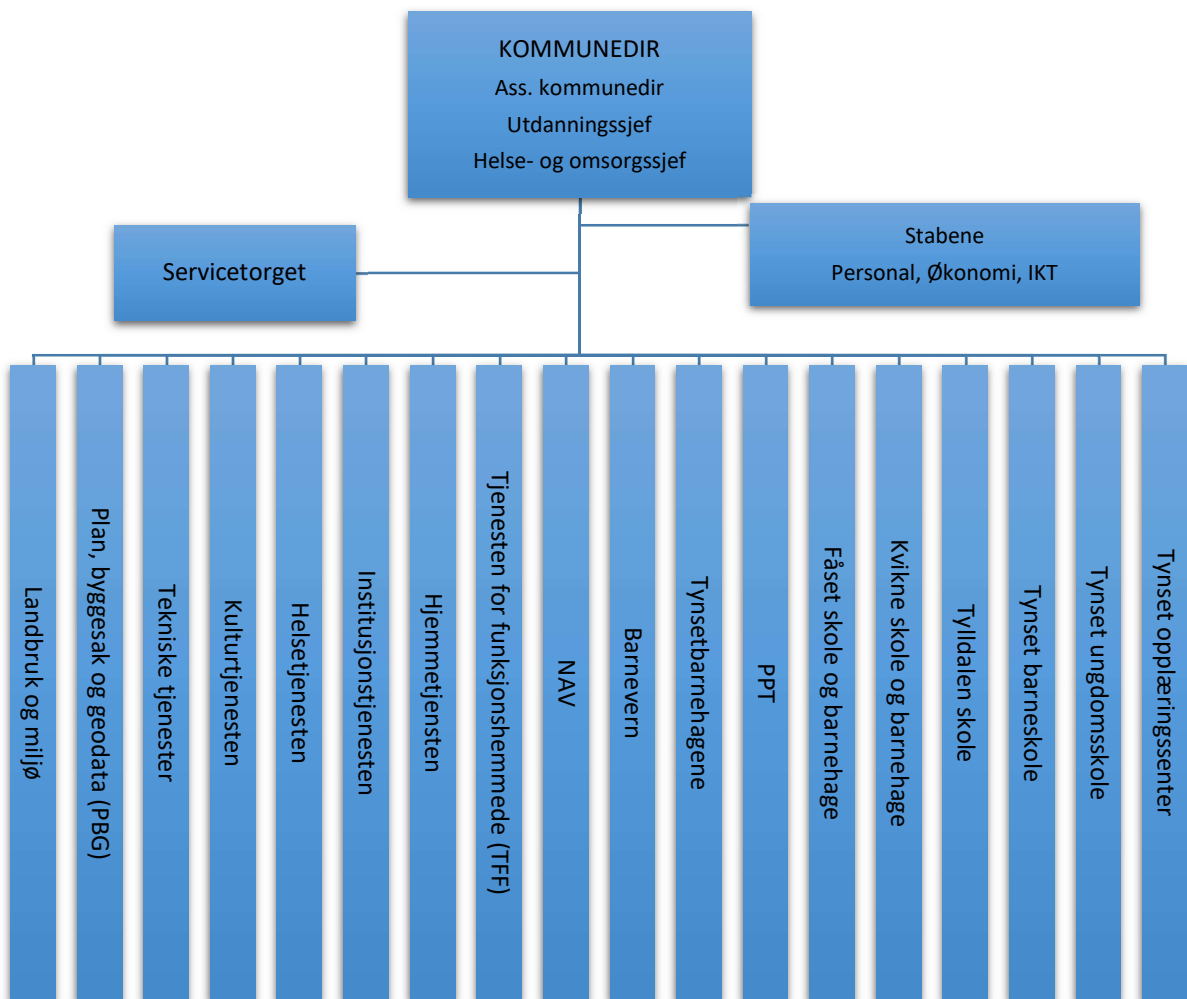 KOMMUNEDIR
Ass. kommunedir
Utdanningssjef
Helse- og omsorgssjef
Stabene
Personal, Økonomi, IKT
Servicetorget
Landbruk og miljø
Plan, byggesak og geodata (PBG)
Tekniske tjenester
Kulturtjenesten
Helsetjenesten
Institusjonstjenesten
Hjemmetjensten
Tjenesten for funksjonshemmede (TFF)
NAV
Barnevern
Tynsetbarnehagene
PPT
Fåset skole og barnehage
Kvikne skole og barnehage
Tylldalen skole
Tynset barneskole
Tynset ungdomsskole
Tynset opplæringssenter